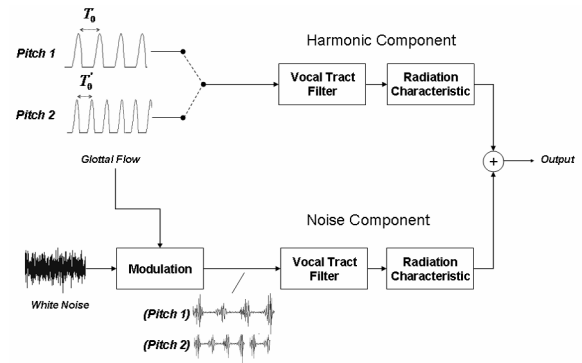 T₀
Pitch 1
Harmonic Component
T₀'
Vocal Tract
Filter
Radiation
Characteristic
Pitch 2
Glottal Flow
+
Output
Noise Component
Modulation
Vocal Tract
Filter
Radiation
Characteristic
White Noise
(Pitch 1)
(Pitch 2)